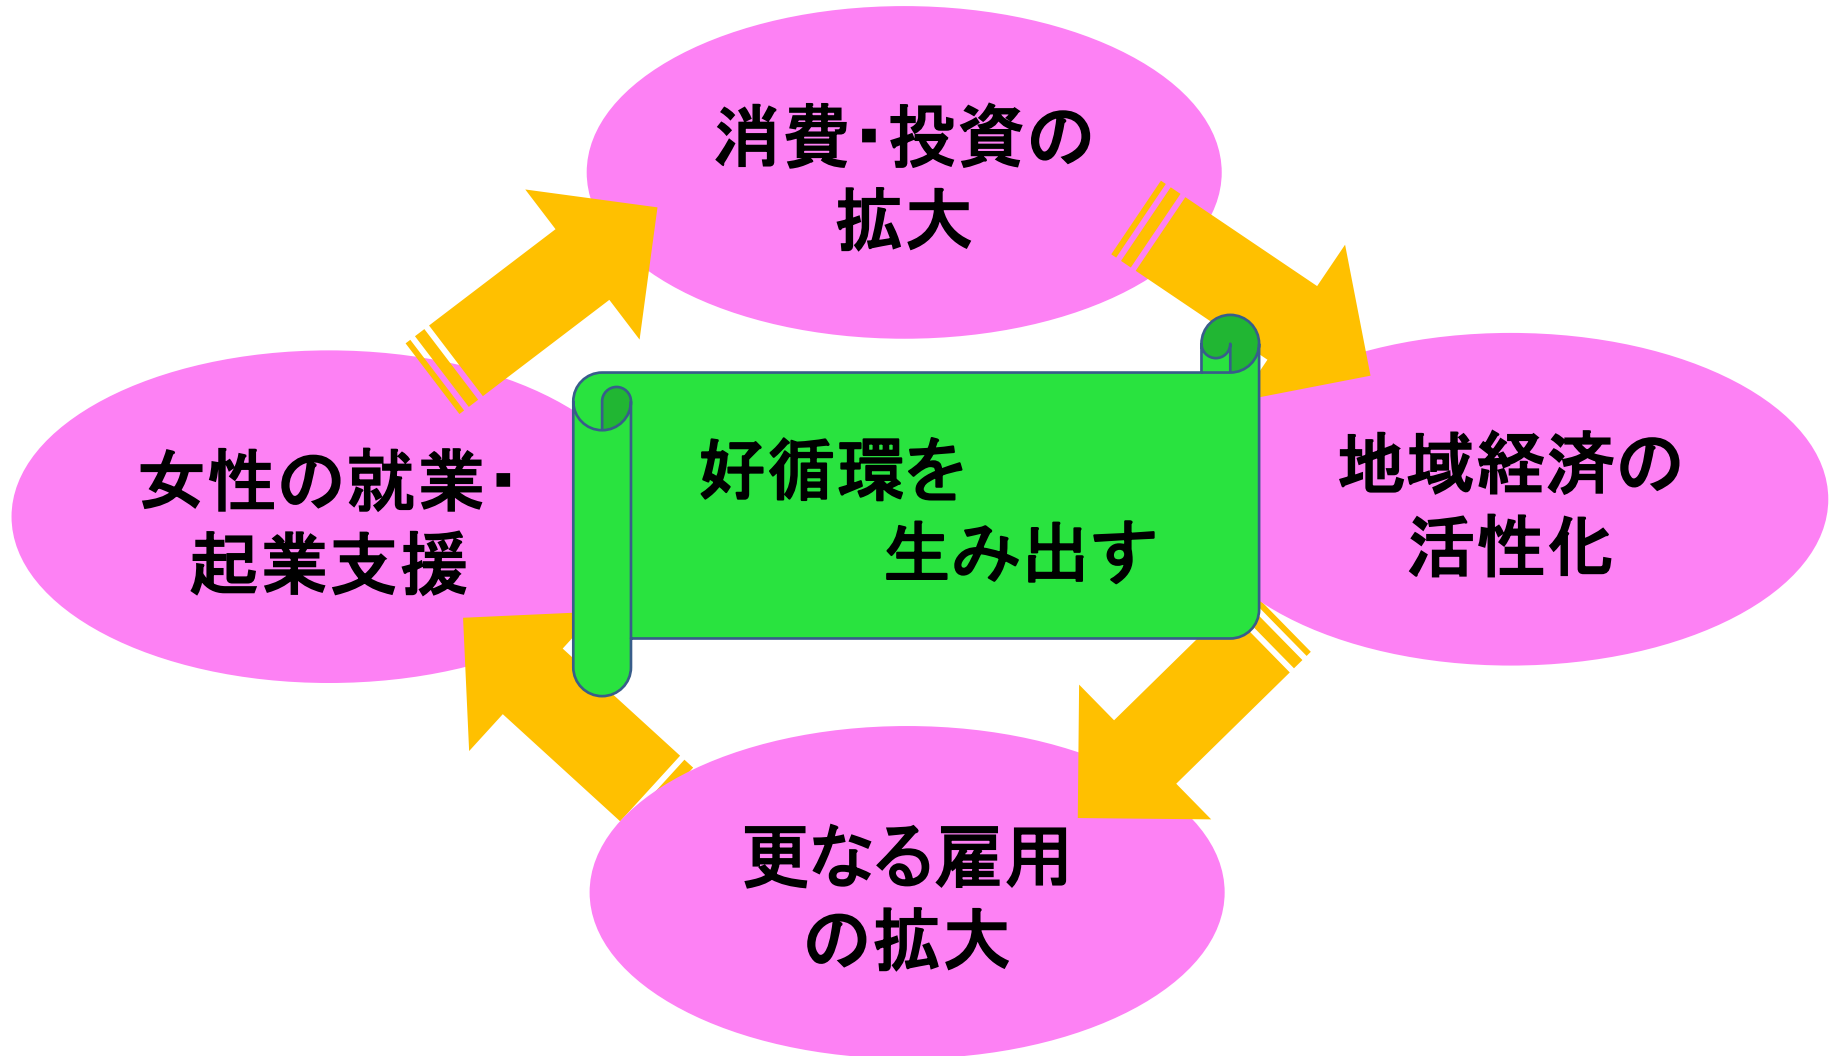 消費・投資の
拡大
女性の就業・
起業支援
好循環を
生み出す
地域経済の
活性化
更なる雇用
の拡大